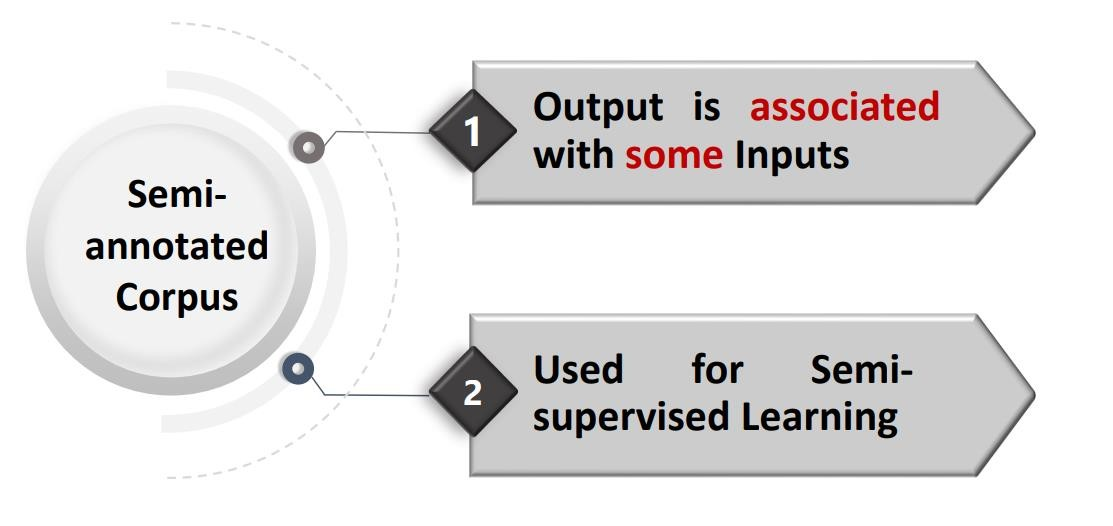 Semi-
annotated
Corpus
1
Output is associated
with some Inputs
2
Used for Semi-
supervised Learning